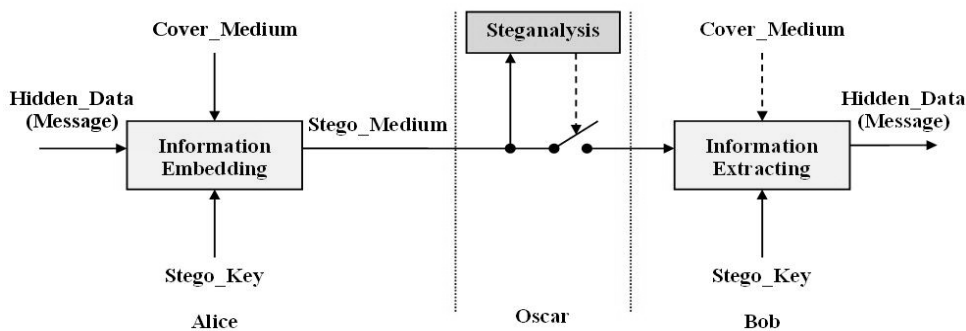 Cover_Medium
Steganalysis
Cover_Medium
Hidden_Data
(Message)
Information
Embedding
Stego_Medium
Information
Extracting
Hidden_Data
(Message)
Stego_Key
Stego_Key
Alice
Oscar
Bob